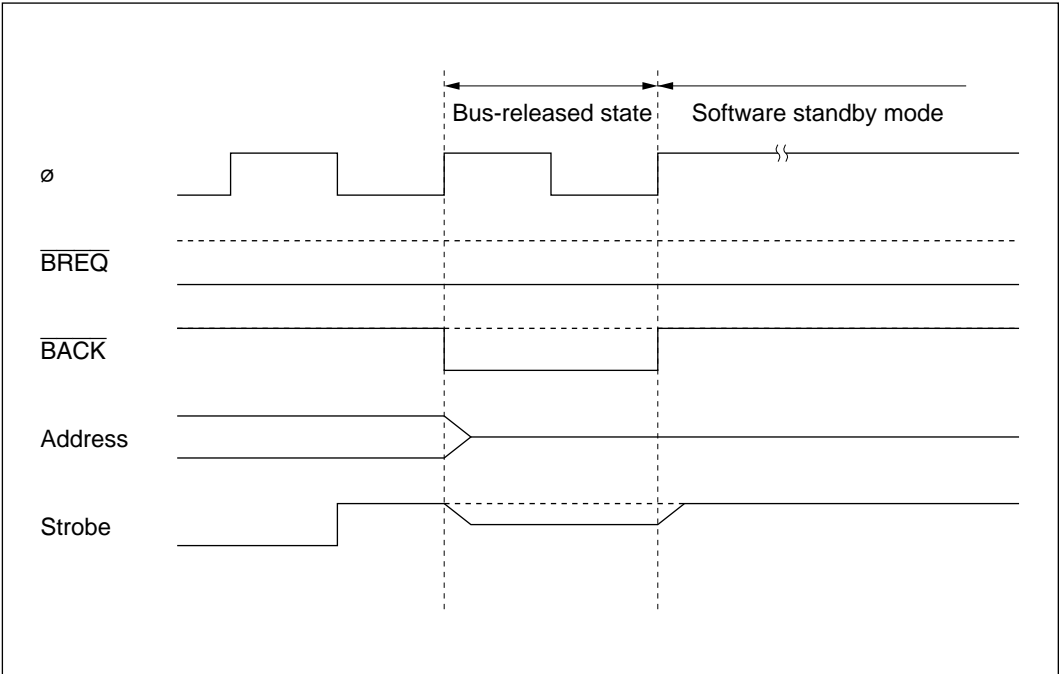 Bus-released state Software standby mode
ø
BREQ
BACK
Address
Strobe